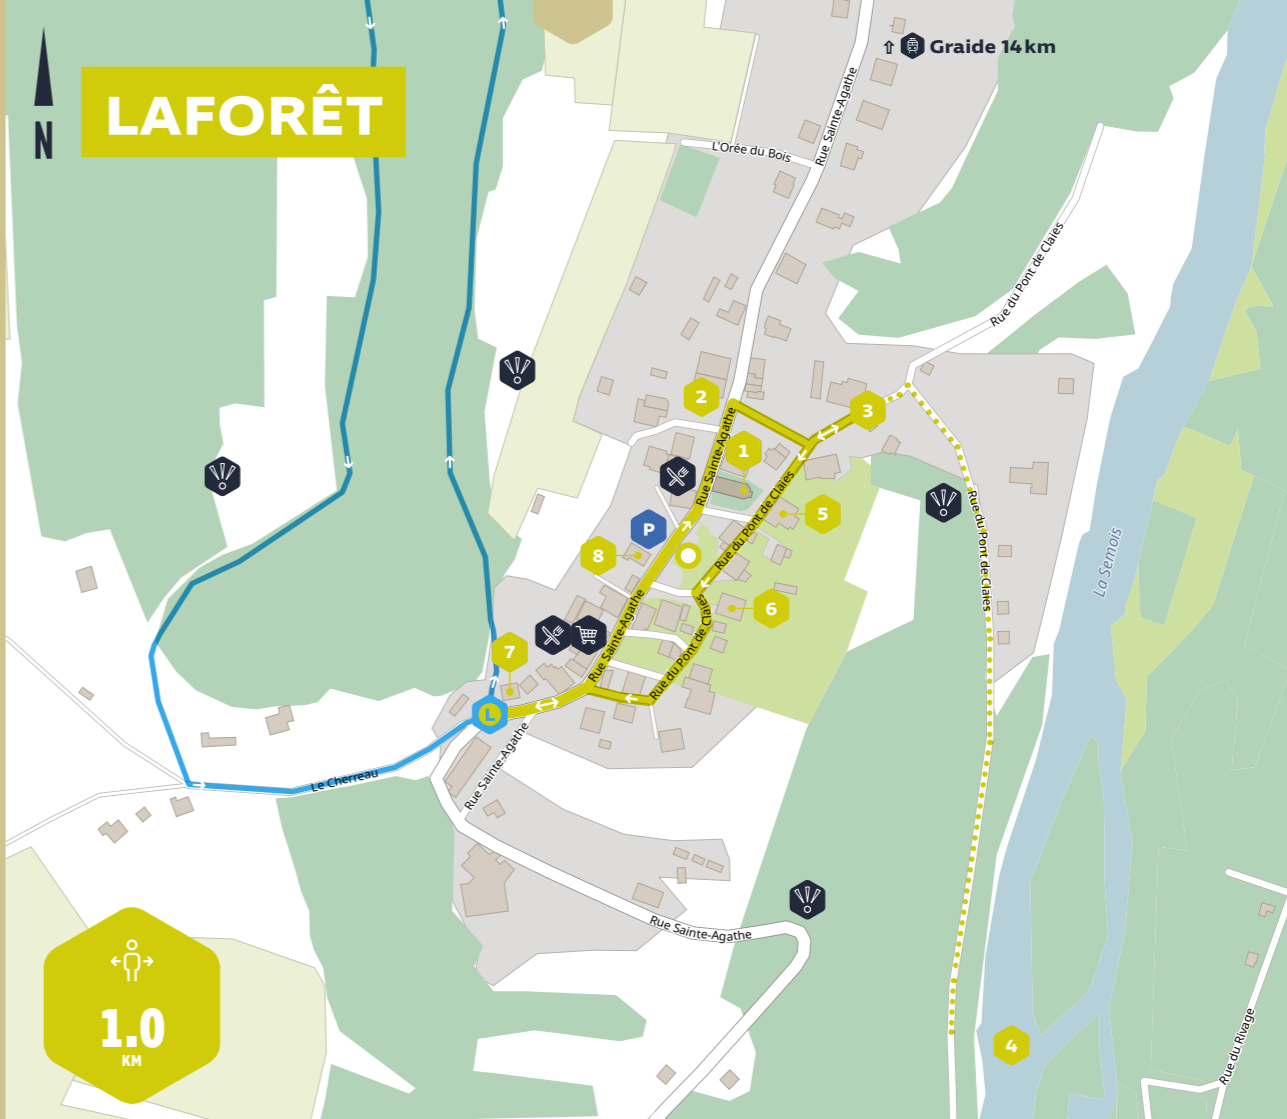 N
LAFORÊT
Graide 14 km
Rue Sainte-Agathe
L'Orée du Bois
Rue du Pont de Claies
2
3
1
Rue Sainte-Agathe
Rue du Pont de Claies
5
P
8
Rue du Pont de Claies
La Semois
6
Rue Sainte-Agathe
Rue du Pont de Claies
7
L
Rue Sainte-Agathe
Le Cherreau
Rue Sainte-Agathe
4
Rue du Rivage
1.0
KM